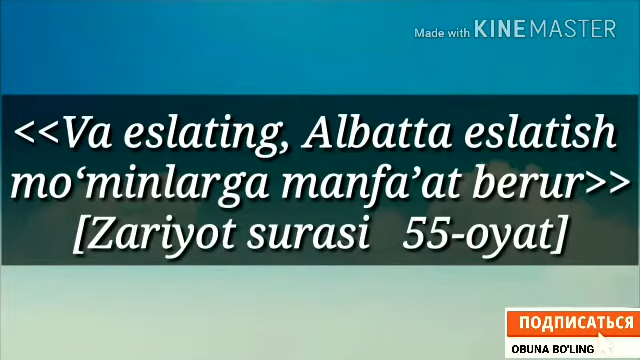 Made with KINEMASTER
<<Va eslating, Albatta eslatish
mo‘minlarga manfa’at berur>>
[Zariyot surasi 55-oyat]
ПОДПИСАТЬСЯ
OBUNA BO'LING